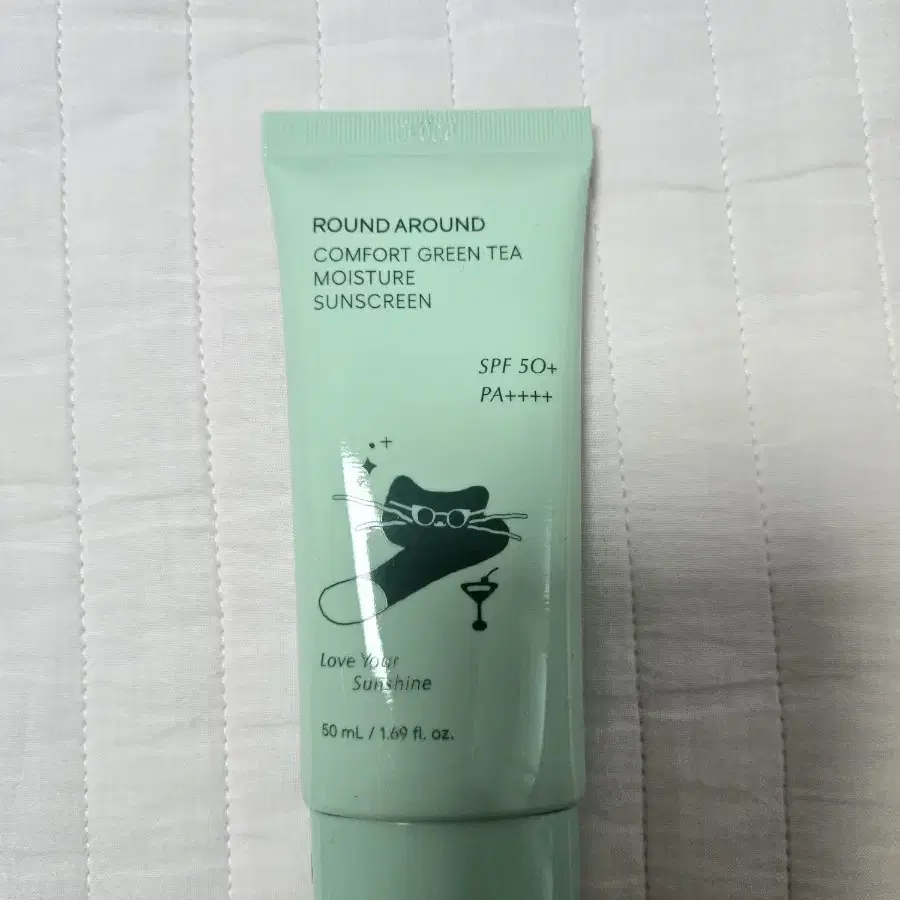 ROUND AROUND
COMFORT GREEN TEA
MOISTURE
SUNSCREEN
SPF 50+
PA++++
Love Your
Sunshine
50 mL / 1.69 fl. oz.